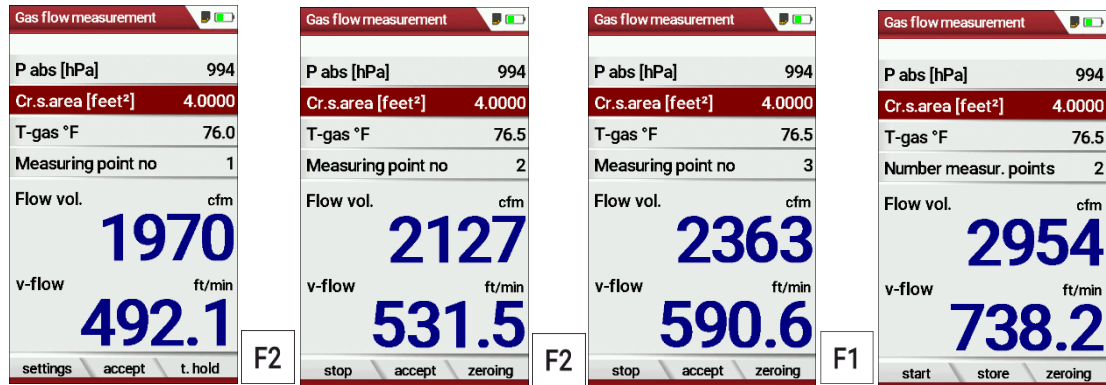 Gas flow measurement
P abs [hPa] 994
Cr.s.area [feet²] 4.0000
T-gas °F 76.0
Measuring point no 1
Flow vol. cfm
1970
v-flow ft/min
492.1
settings accept t. hold
F2
Gas flow measurement
P abs [hPa] 994
Cr.s.area [feet²] 4.0000
T-gas °F 76.5
Measuring point no 2
Flow vol. cfm
2127
v-flow ft/min
531.5
stop accept zeroing
F2
Gas flow measurement
P abs [hPa] 994
Cr.s.area [feet²] 4.0000
T-gas °F 76.5
Measuring point no 3
Flow vol. cfm
2363
v-flow ft/min
590.6
stop accept zeroing
F1
Gas flow measurement
P abs [hPa] 994
Cr.s.area [feet²] 4.0000
T-gas °F 76.5
Number measur. points 2
Flow vol. cfm
2954
v-flow ft/min
738.2
start store zeroing